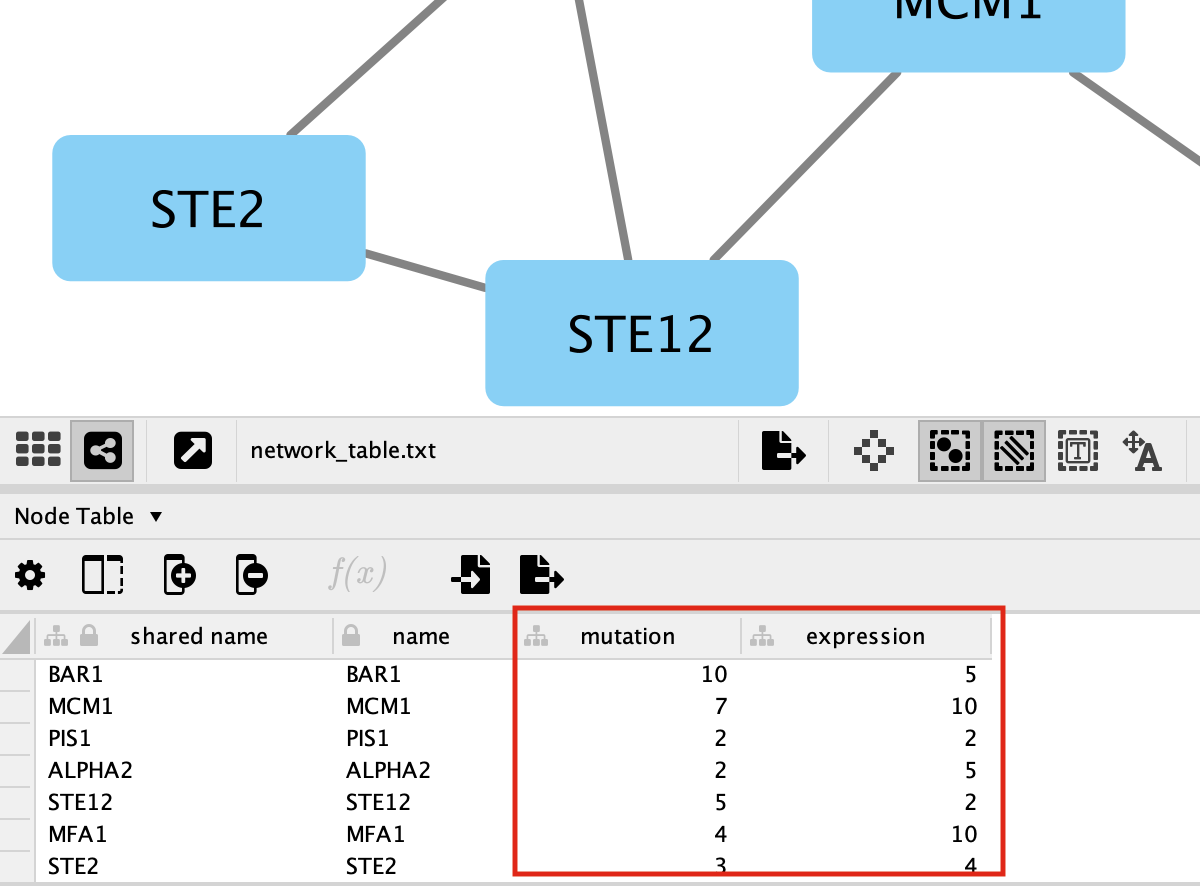 MCM1
STE2
STE12
network_table.txt
T
A
Node Table
f(x)
shared name name mutation expression
BAR1 BAR1 10 5
MCM1 MCM1 7 10
PIS1 PIS1 2 2
ALPHA2 ALPHA2 2 5
STE12 STE12 5 2
MFA1 MFA1 4 10
STE2 STE2 3 4